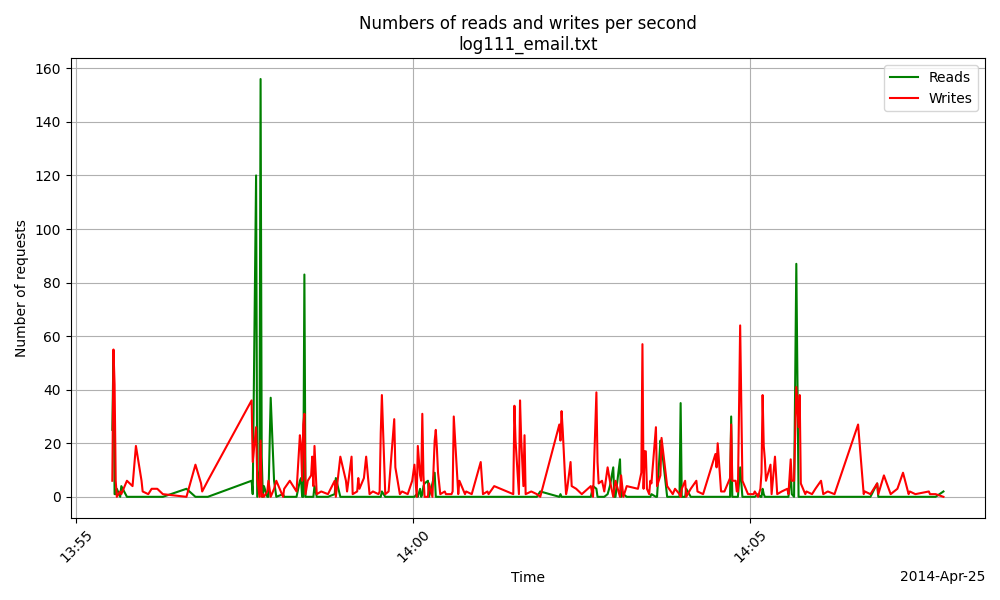 Numbers of reads and writes per second
log111_email.txt
Reads
Writes
Number of requests
160
140
120
100
80
60
40
20
0
13:55
14:00
14:05
Time
2014-Apr-25